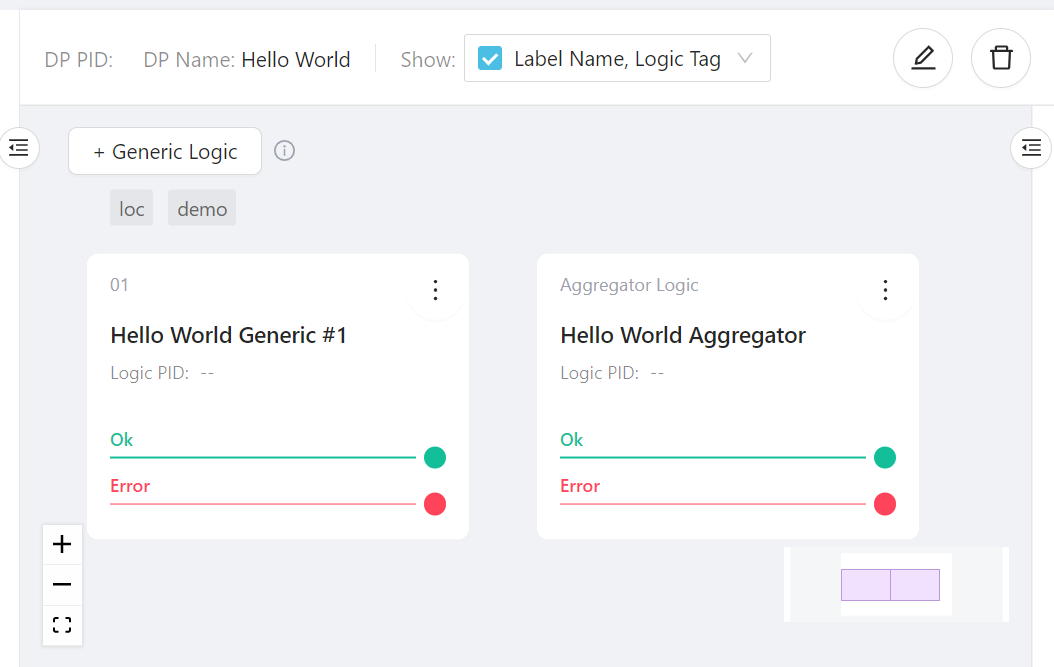 DP PID: DP Name: Hello World Show: Label Name, Logic Tag
+ Generic Logic
loc demo
01
Hello World Generic #1
Logic PID: --
Ok
Error
Aggregator Logic
Hello World Aggregator
Logic PID: --
Ok
Error